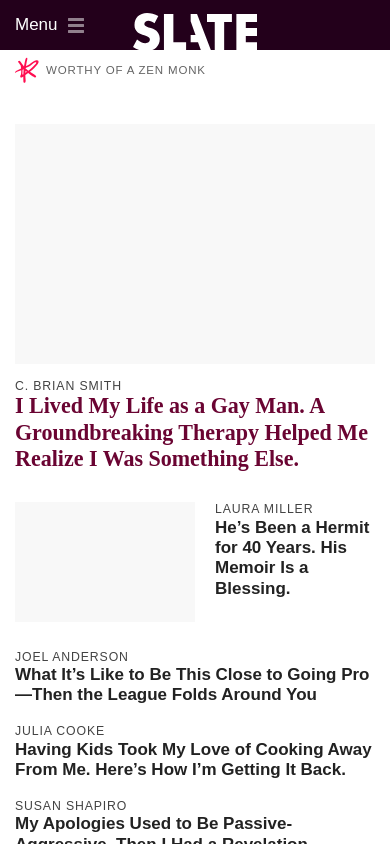 Menu
SLATE
WORTHY OF A ZEN MONK
C. BRIAN SMITH
I Lived My Life as a Gay Man. A
Groundbreaking Therapy Helped Me
Realize I Was Something Else.
LAURA MILLER
He’s Been a Hermit
for 40 Years. His
Memoir Is a
Blessing.
JOEL ANDERSON
What It’s Like to Be This Close to Going Pro
—Then the League Folds Around You
JULIA COOKE
Having Kids Took My Love of Cooking Away
From Me. Here’s How I’m Getting It Back.
SUSAN SHAPIRO
My Apologies Used to Be Passive-
Aggressive. Then I Had a Revelation